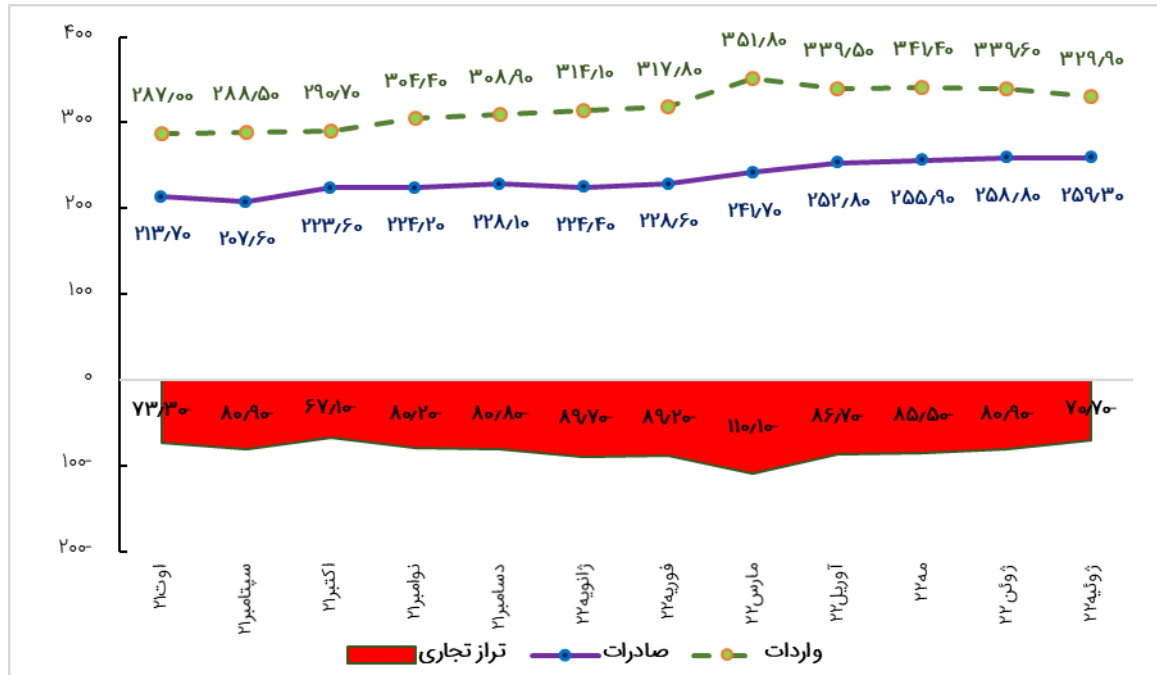 ۴۰۰
۳۰۰
۲۰۰
۱۰۰
۰
۱۰۰-
۲۰۰-
۲۸۷٫۰۰ ۲۸۸٫۵۰ ۲۹۰٫۷۰ ۳۰۴٫۴۰ ۳۰۸٫۹۰ ۳۱۴٫۱۰ ۳۱۷٫۸۰ ۳۵۱٫۸۰ ۳۳۹٫۵۰ ۳۴۱٫۴۰ ۳۳۹٫۶۰ ۳۲۹٫۹۰
۲۱۳٫۷۰ ۲۰۷٫۶۰ ۲۲۳٫۶۰ ۲۲۴٫۲۰ ۲۲۸٫۱۰ ۲۲۴٫۴۰ ۲۲۸٫۶۰ ۲۴۱٫۷۰ ۲۵۲٫۸۰ ۲۵۵٫۹۰ ۲۵۸٫۸۰ ۲۵۹٫۳۰
۷۳٫۳۰- ۸۰٫۹۰- ۶۷٫۱۰- ۸۰٫۲۰- ۸۰٫۸۰- ۸۹٫۷۰- ۸۹٫۲۰- ۱۱۰٫۱۰- ۸۶٫۷۰- ۸۵٫۵۰- ۸۰٫۹۰- ۷۰٫۷۰-
اوت۲۱
سپتامبر۲۱
اکتبر۲۱
نوامبر۲۱
دسامبر۲۱
ژانویه۲۲
فوریه۲۲
مارس۲۲
آوریل۲۲
مه۲۲
ژوئن۲۲
ژوئیه۲۲
واردات صادرات تراز تجاری